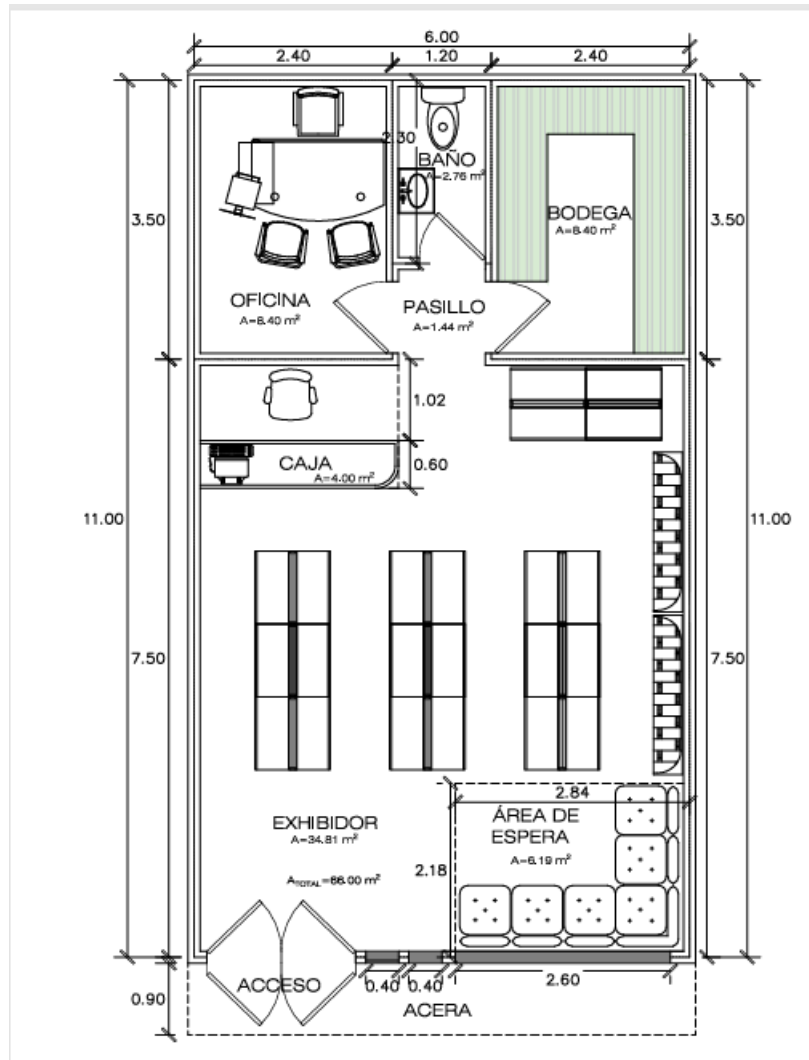 6.00
2.40
1.20
2.40
2.30
BAÑO
A=2.76 m²
3.50
BODEGA
A=8.40 m²
3.50
OFICINA
A=8.40 m²
PASILLO
A=1.44 m²
1.02
CAJA
A=4.00 m²
0.60
11.00
11.00
7.50
7.50
2.84
EXHIBIDOR
A=34.81 m²
ÁREA DE
ESPERA
A=6.19 m²
2.18
ATOTAL=66.00 m²
ACCESO
0.40
0.40
2.60
0.90
ACERA